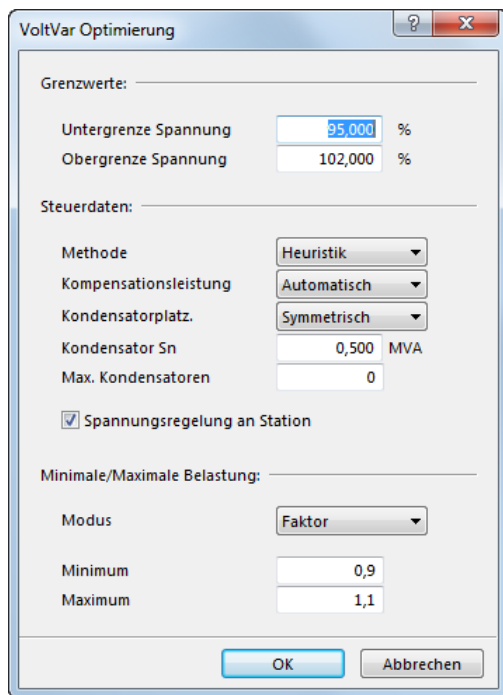 VoltVar Optimierung
Grenzwerte:
Untergrenze Spannung 95,000 %
Obergrenze Spannung 102,000 %
Steuerdaten:
Methode Heuristik
Kompensationsleistung Automatisch
Kondensatorplatz. Symmetrisch
Kondensator Sn 0,500 MVA
Max. Kondensatoren 0
Spannungsregelung an Station
Minimale/Maximale Belastung:
Modus Faktor
Minimum 0,9
Maximum 1,1
OK Abbrechen